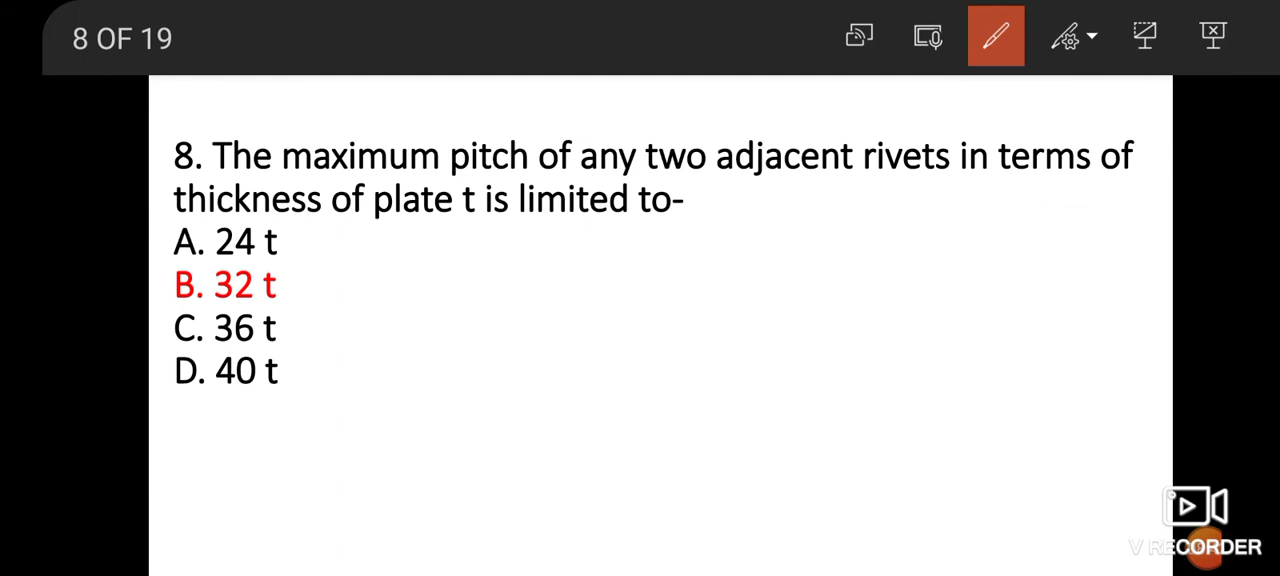 8 OF 19
8. The maximum pitch of any two adjacent rivets in terms of
thickness of plate t is limited to-
A. 24 t
B. 32 t
C. 36 t
D. 40 t
V RECORDER